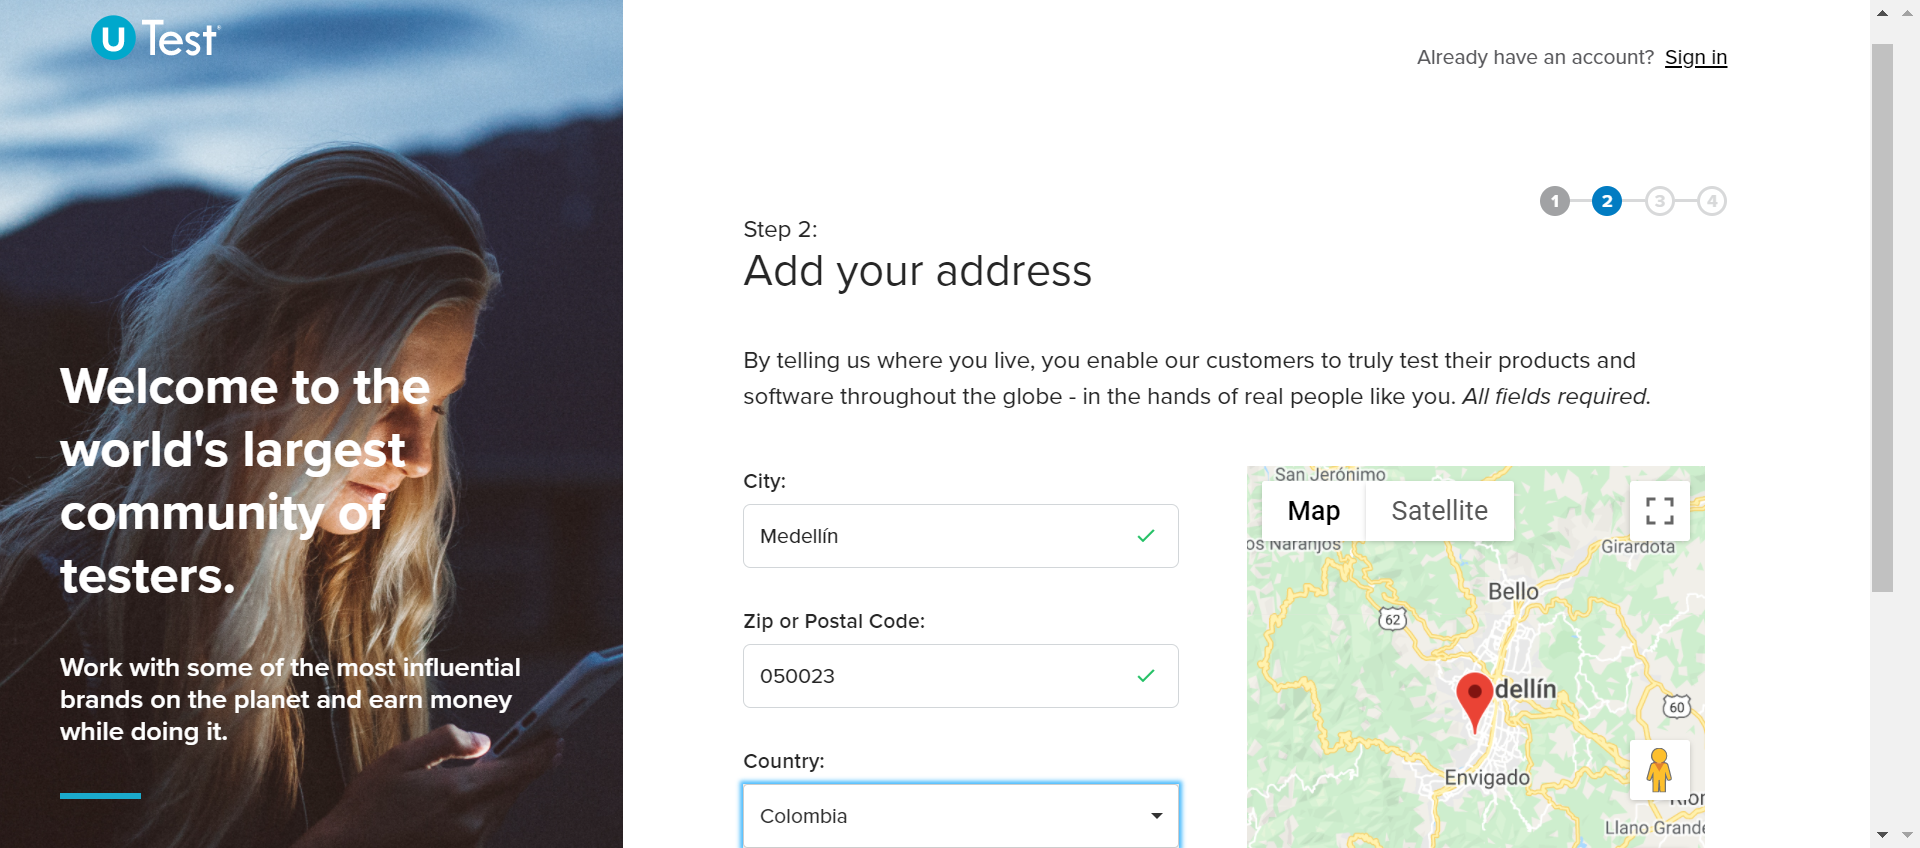 U Test
Already have an account? Sign in
1 2 3 4
Step 2:
Add your address
By telling us where you live, you enable our customers to truly test their products and
software throughout the globe - in the hands of real people like you. All fields required.
Welcome to the
world's largest
community of
testers.
Work with some of the most influential
brands on the planet and earn money
while doing it.
City:
Medellín
Zip or Postal Code:
050023
Country:
Colombia
San Jerónimo
Map Satellite
os Naranjos
Girardota
Bello
62
dellín
60
Envigado
Rion
Llano Grande